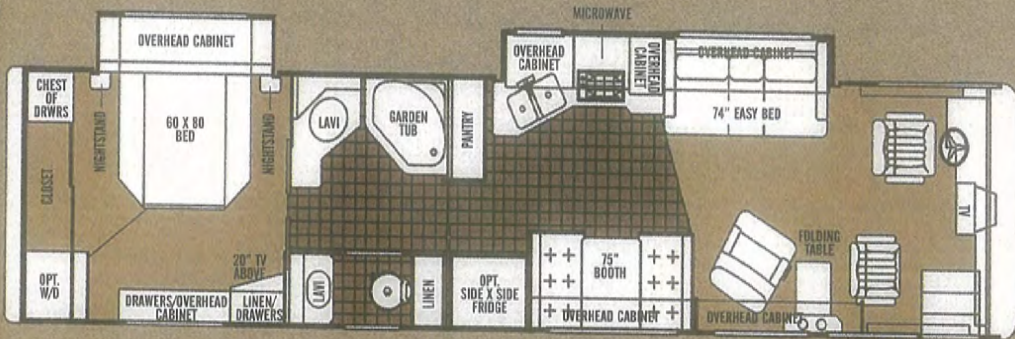 MICROWAVE
OVERHEAD CABINET
OVERHEAD
CABINET
OVERHEAD
CABINET
OVERHEAD CABINET
CHEST
OF
DRWRS
NIGHTSTAND
60 X 80
BED
NIGHTSTAND
LAVI
GARDEN
TUB
PANTRY
74" EASY BED
CLOSET
TV
OPT.
W/D
20" TV
ABOVE
DRAWERS/OVERHEAD
CABINET
LINEN/
DRAWERS
LAVI
LINEN
OPT.
SIDE X SIDE
FRIDGE
75"
BOOTH
OVERHEAD CABINET
FOLDING
TABLE
OVERHEAD CABINET